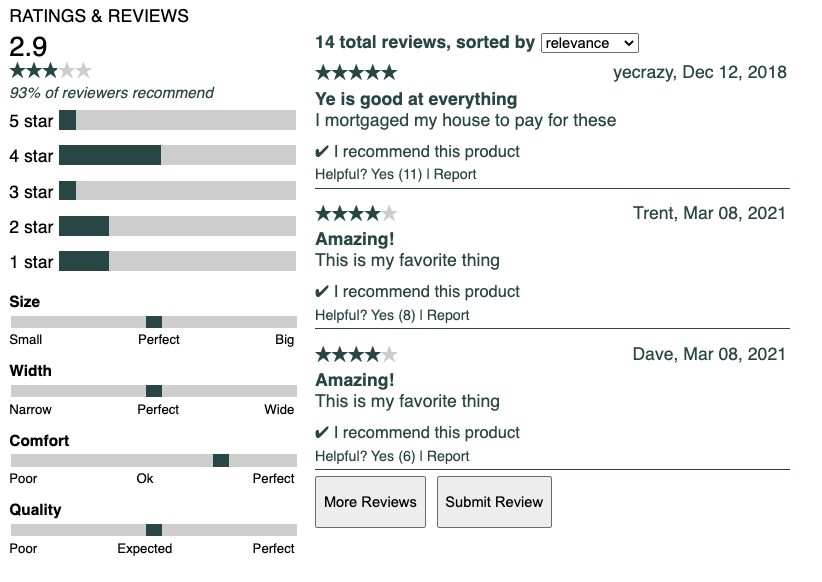 RATINGS & REVIEWS
2.9
★★★★★
93% of reviewers recommend
5 star
4 star
3 star
2 star
1 star
Size
Small Perfect Big
Width
Narrow Perfect Wide
Comfort
Poor Ok Perfect
Quality
Poor Expected Perfect
14 total reviews, sorted by relevance
★★★★★ yecrazy, Dec 12, 2018
Ye is good at everything
I mortgaged my house to pay for these
✔ I recommend this product
Helpful? Yes (11) | Report
★★★★★ Trent, Mar 08, 2021
Amazing!
This is my favorite thing
✔ I recommend this product
Helpful? Yes (8) | Report
★★★★★ Dave, Mar 08, 2021
Amazing!
This is my favorite thing
✔ I recommend this product
Helpful? Yes (6) | Report
More Reviews Submit Review